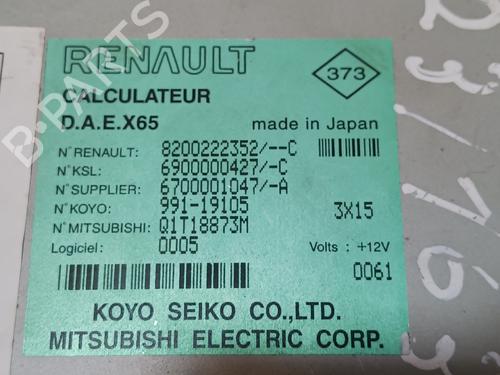 RENAULT
373
CALCULATEUR
D.A.E.X65
made in Japan
N°RENAULT: 8200222352/--C
N°KSL: 6900000427/-C
N°SUPPLIER: 6700001047/-A
N°KOYO: 991-19105
3X15
N°MITSUBISHI: Q1T18873M
Logiciel: 0005
Volts: +12V
0061
KOYO SEIKO CO.,LTD.
MITSUBISHI ELECTRIC CORP.
B-PARTS